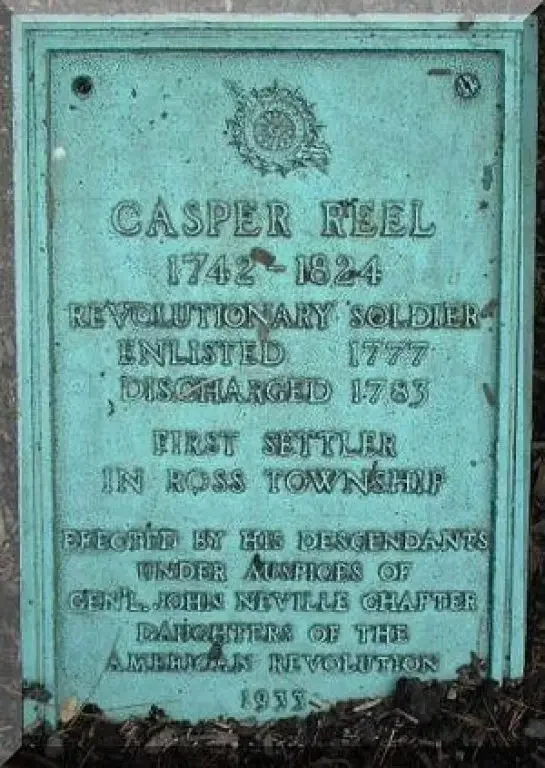 CASPER REEL
1742 - 1824
REVOLUTIONARY SOLDIER
ENLISTED 1777
DISCHARGED 1783
FIRST SETTLER
IN ROSS TOWNSHIP
ERECTED BY HIS DESCENDANTS
UNDER AUSPICES OF
GEN'L. JOHN NEVILLE CHAPTER
DAUGHTERS OF THE
AMERICAN REVOLUTION
1933